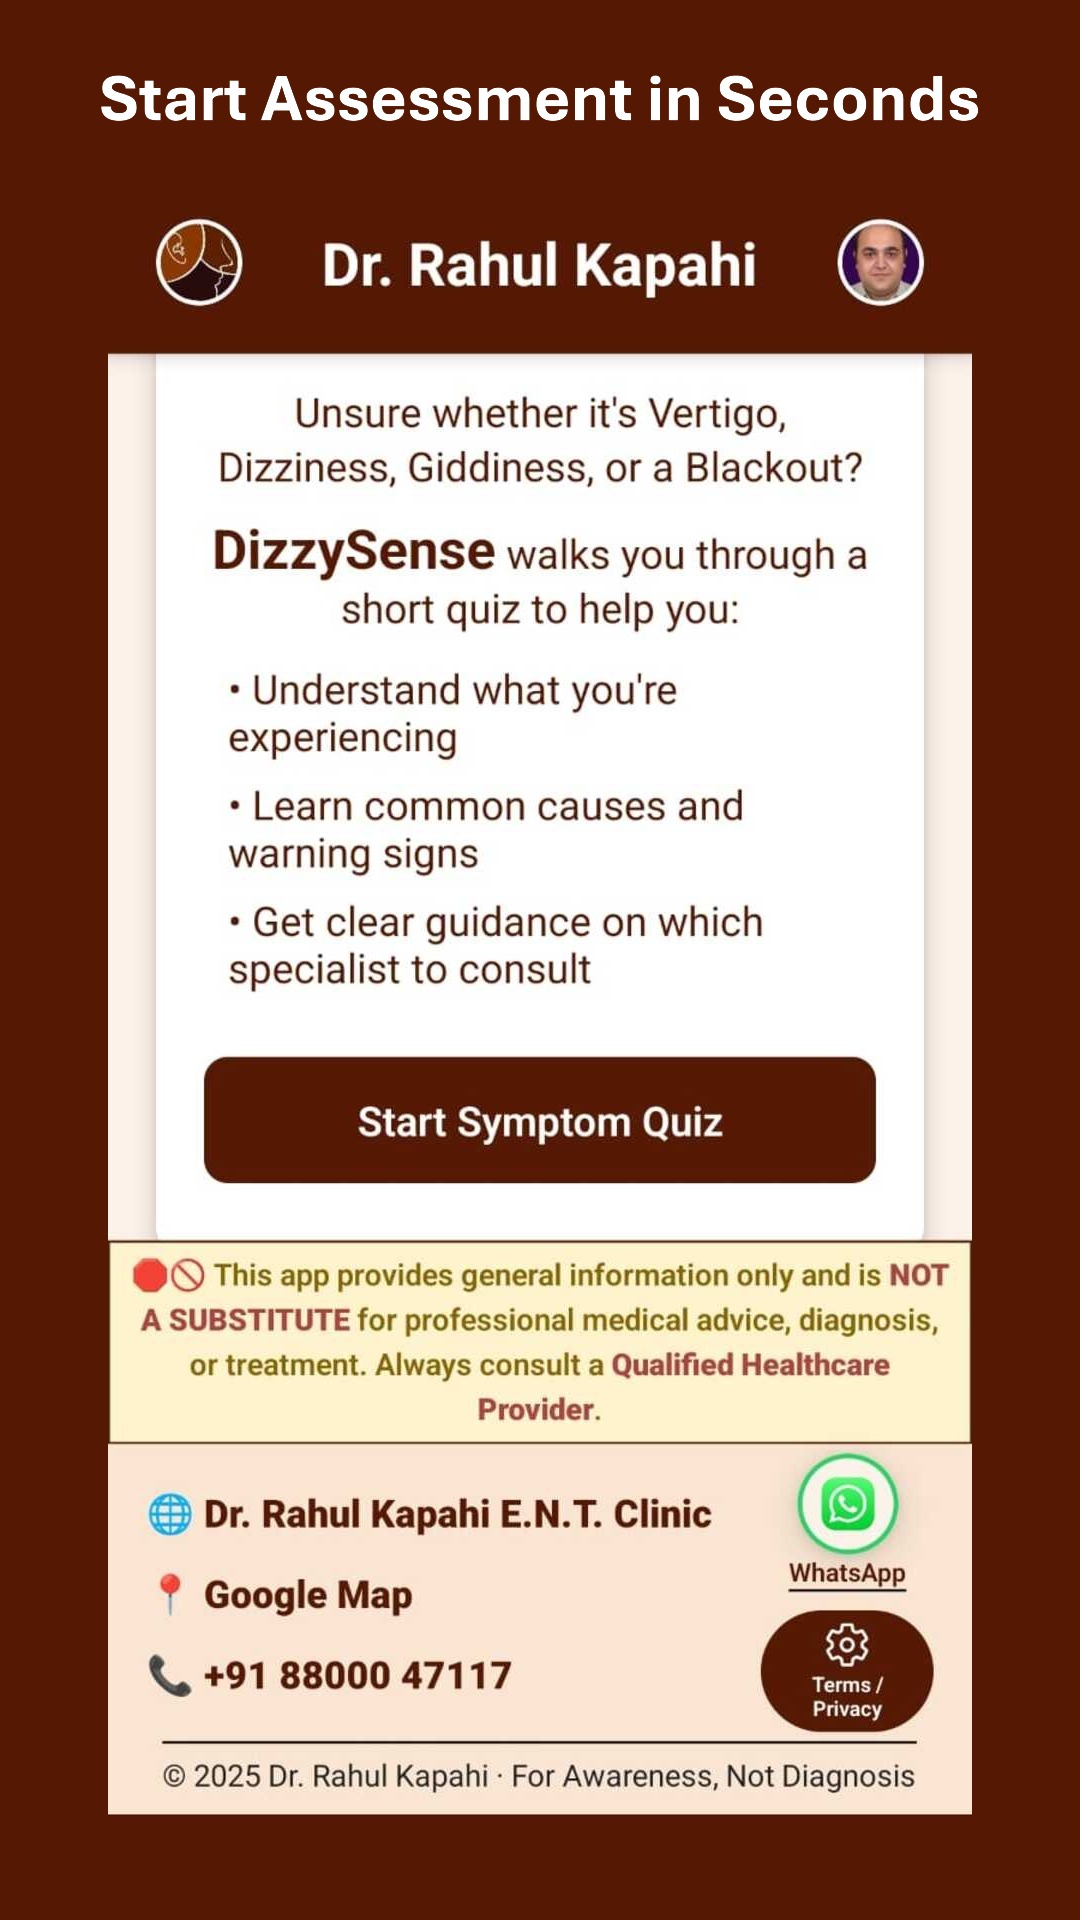 Start Assessment in Seconds
Dr. Rahul Kapahi
Unsure whether it's Vertigo,
Dizziness, Giddiness, or a Blackout?
DizzySense walks you through a
short quiz to help you:
• Understand what you're
experiencing
• Learn common causes and
warning signs
• Get clear guidance on which
specialist to consult
Start Symptom Quiz
🛑🚫 This app provides general information only and is NOT
A SUBSTITUTE for professional medical advice, diagnosis,
or treatment. Always consult a Qualified Healthcare
Provider.
🌐 Dr. Rahul Kapahi E.N.T. Clinic
📍 Google Map
📞 +91 88000 47117
WhatsApp
Terms /
Privacy
© 2025 Dr. Rahul Kapahi · For Awareness, Not Diagnosis